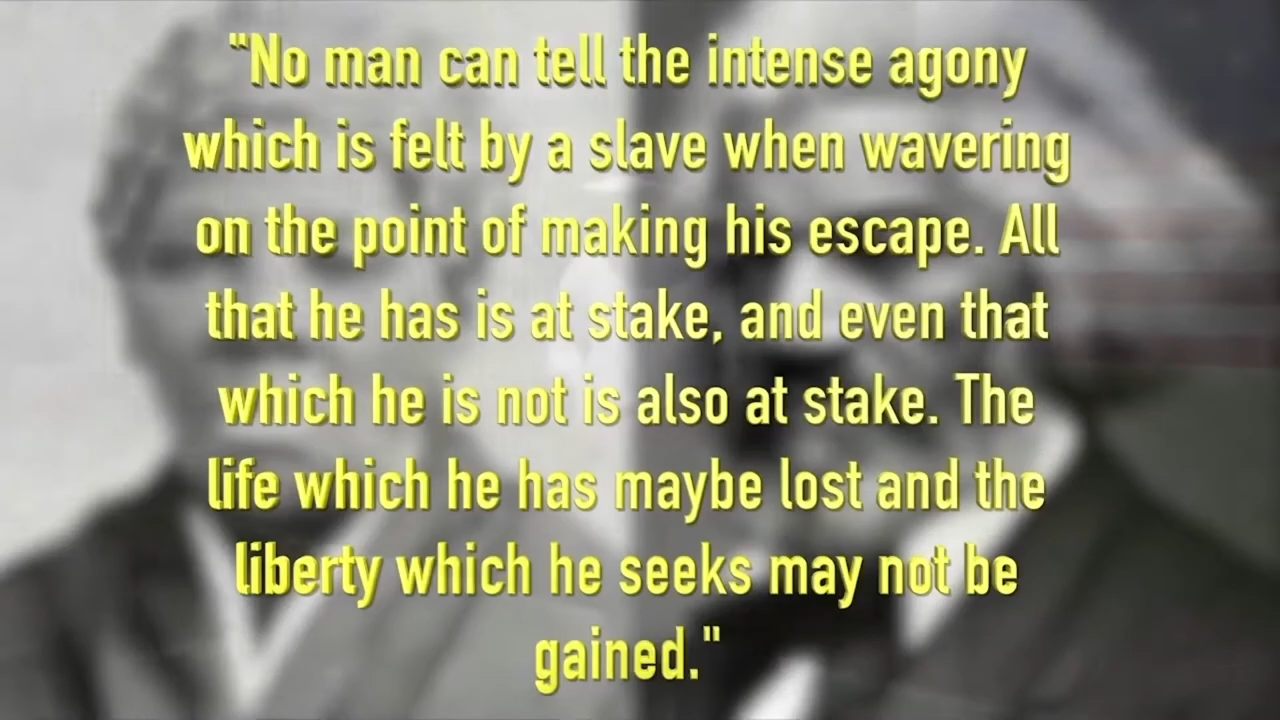 "No man can tell the intense agony
which is felt by a slave when wavering
on the point of making his escape. All
that he has is at stake, and even that
which he is not is also at stake. The
life which he has maybe lost and the
liberty which he seeks may not be
gained."